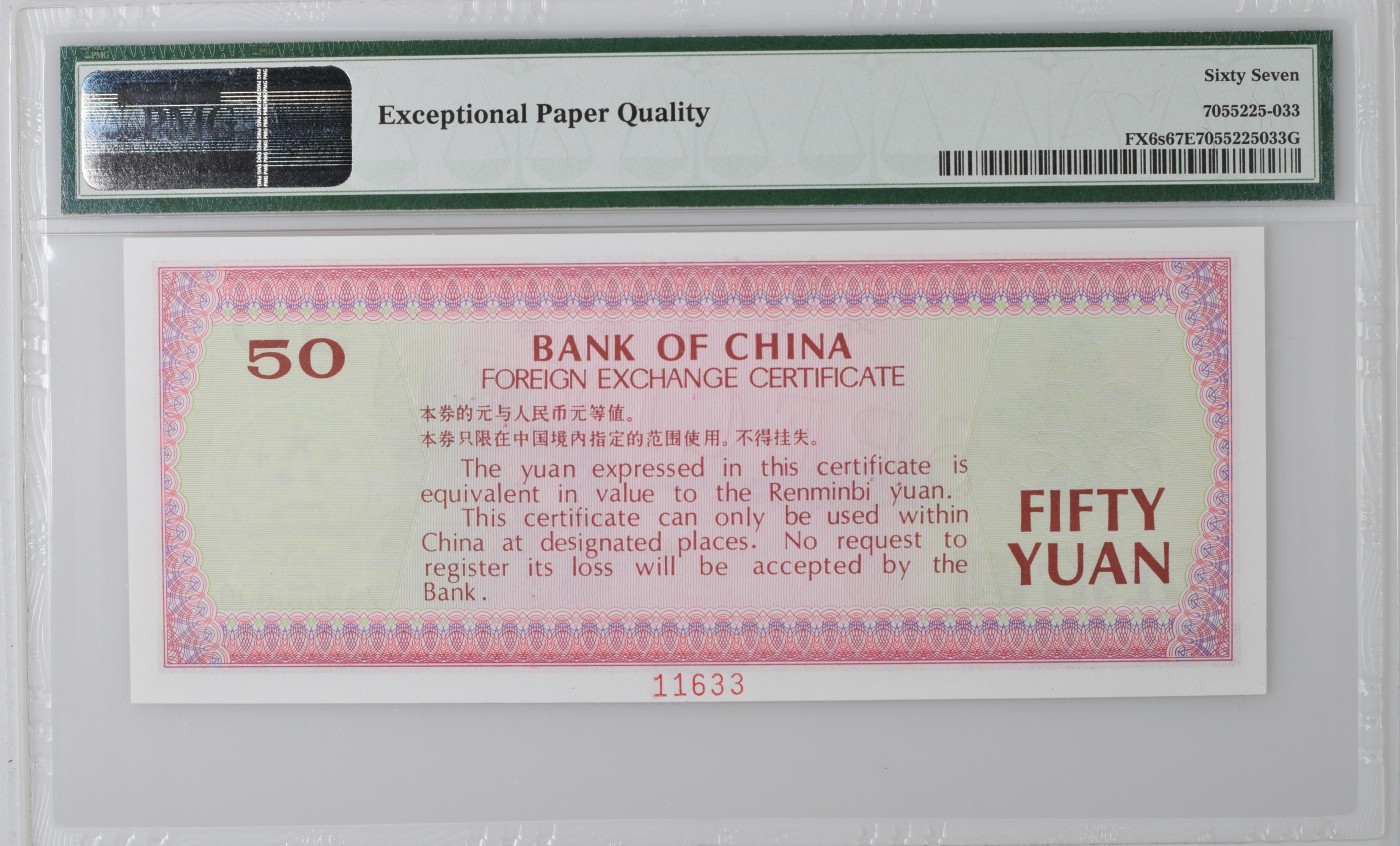 Sixty Seven
Exceptional Paper Quality
7055225-033
FX6s67E7055225033G
PMG
50
BANK OF CHINA
FOREIGN EXCHANGE CERTIFICATE
本券的元与人民币元等值。
本券只限在中国境内指定的范围使用。不得挂失。
The yuan expressed in this certificate is
equivalent in value to the Renminbi yuan.
This certificate can only be used within
China at designated places. No request to
register its loss will be accepted by the
Bank.
FIFTY
YUAN
11633